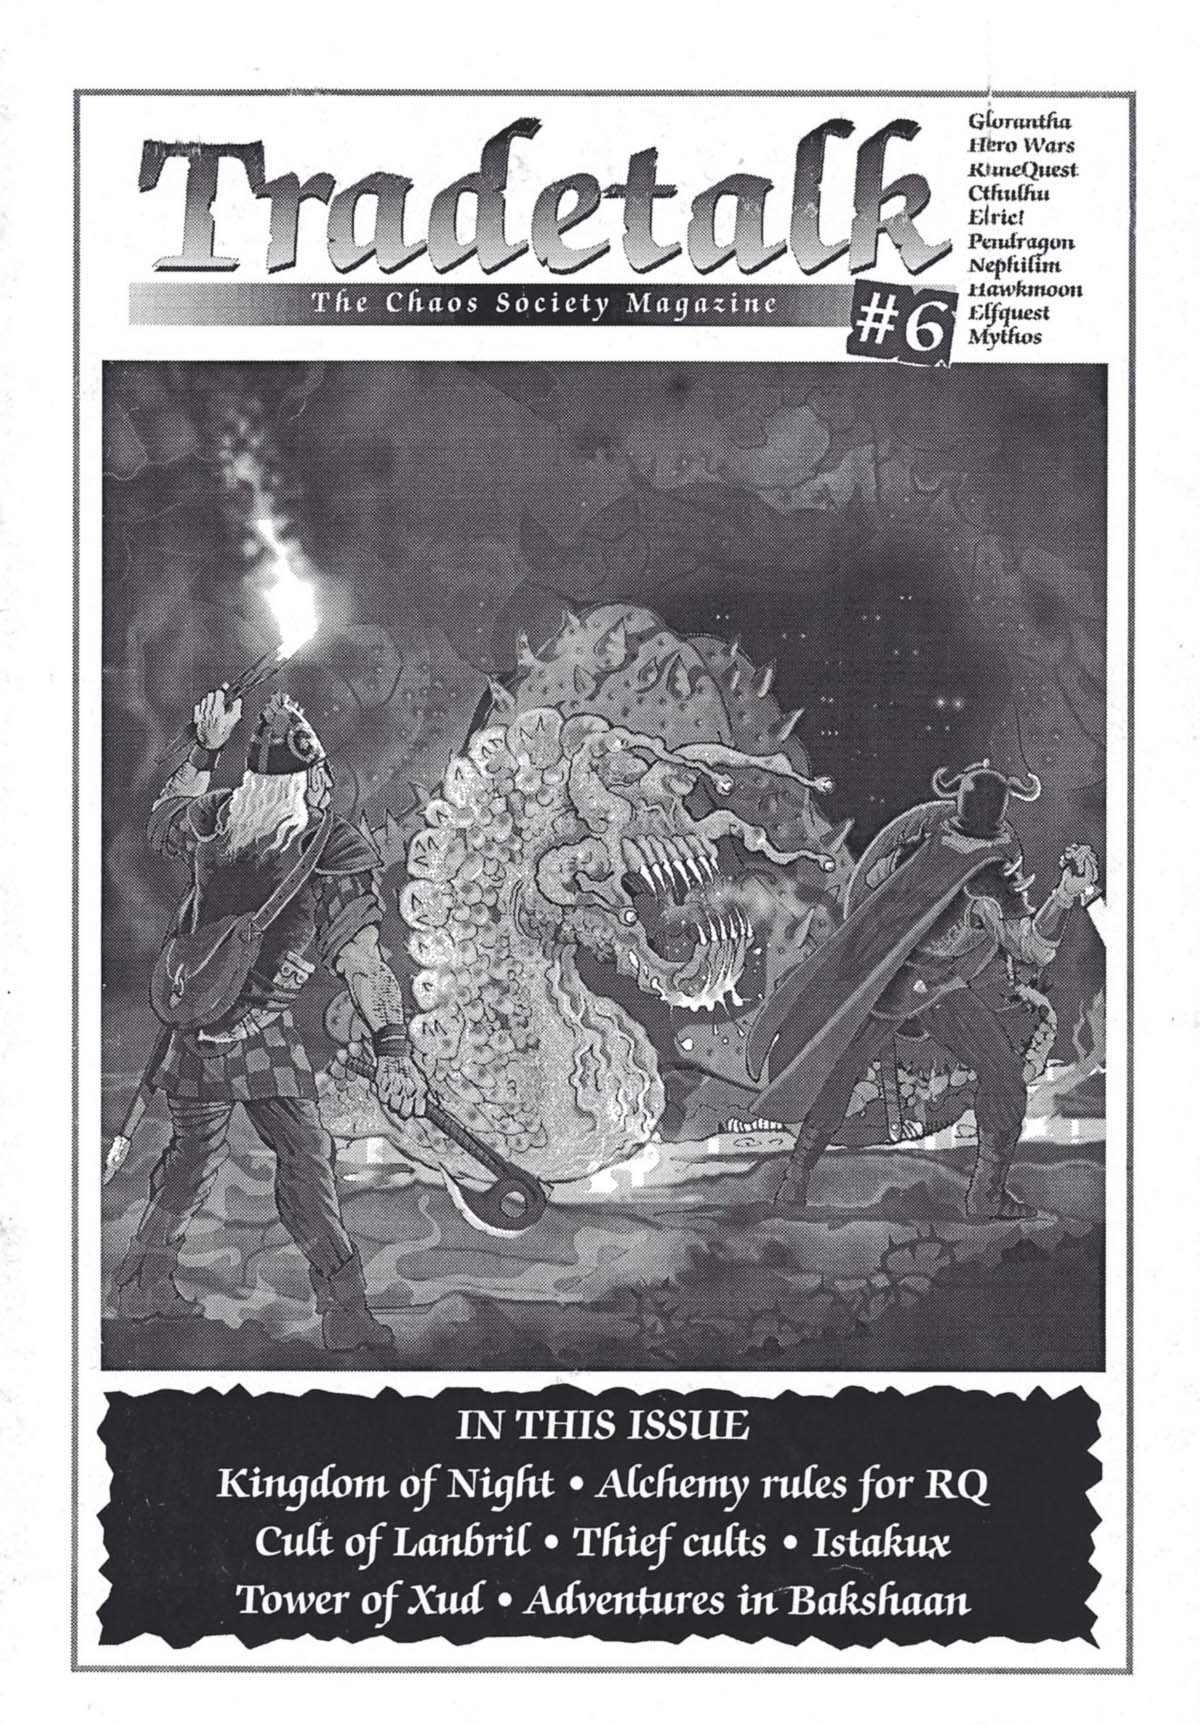 Tradetalk
The Chaos Society Magazine
#6
Glorantha
Hero Wars
RuneQuest
Cthulhu
Elric!
Pendragon
Nephilim
Hawkmoon
Elfquest
Mythos
IN THIS ISSUE
Kingdom of Night • Alchemy rules for RQ
Cult of Lanbril • Thief cults • Istakux
Tower of Xud • Adventures in Bakshaan